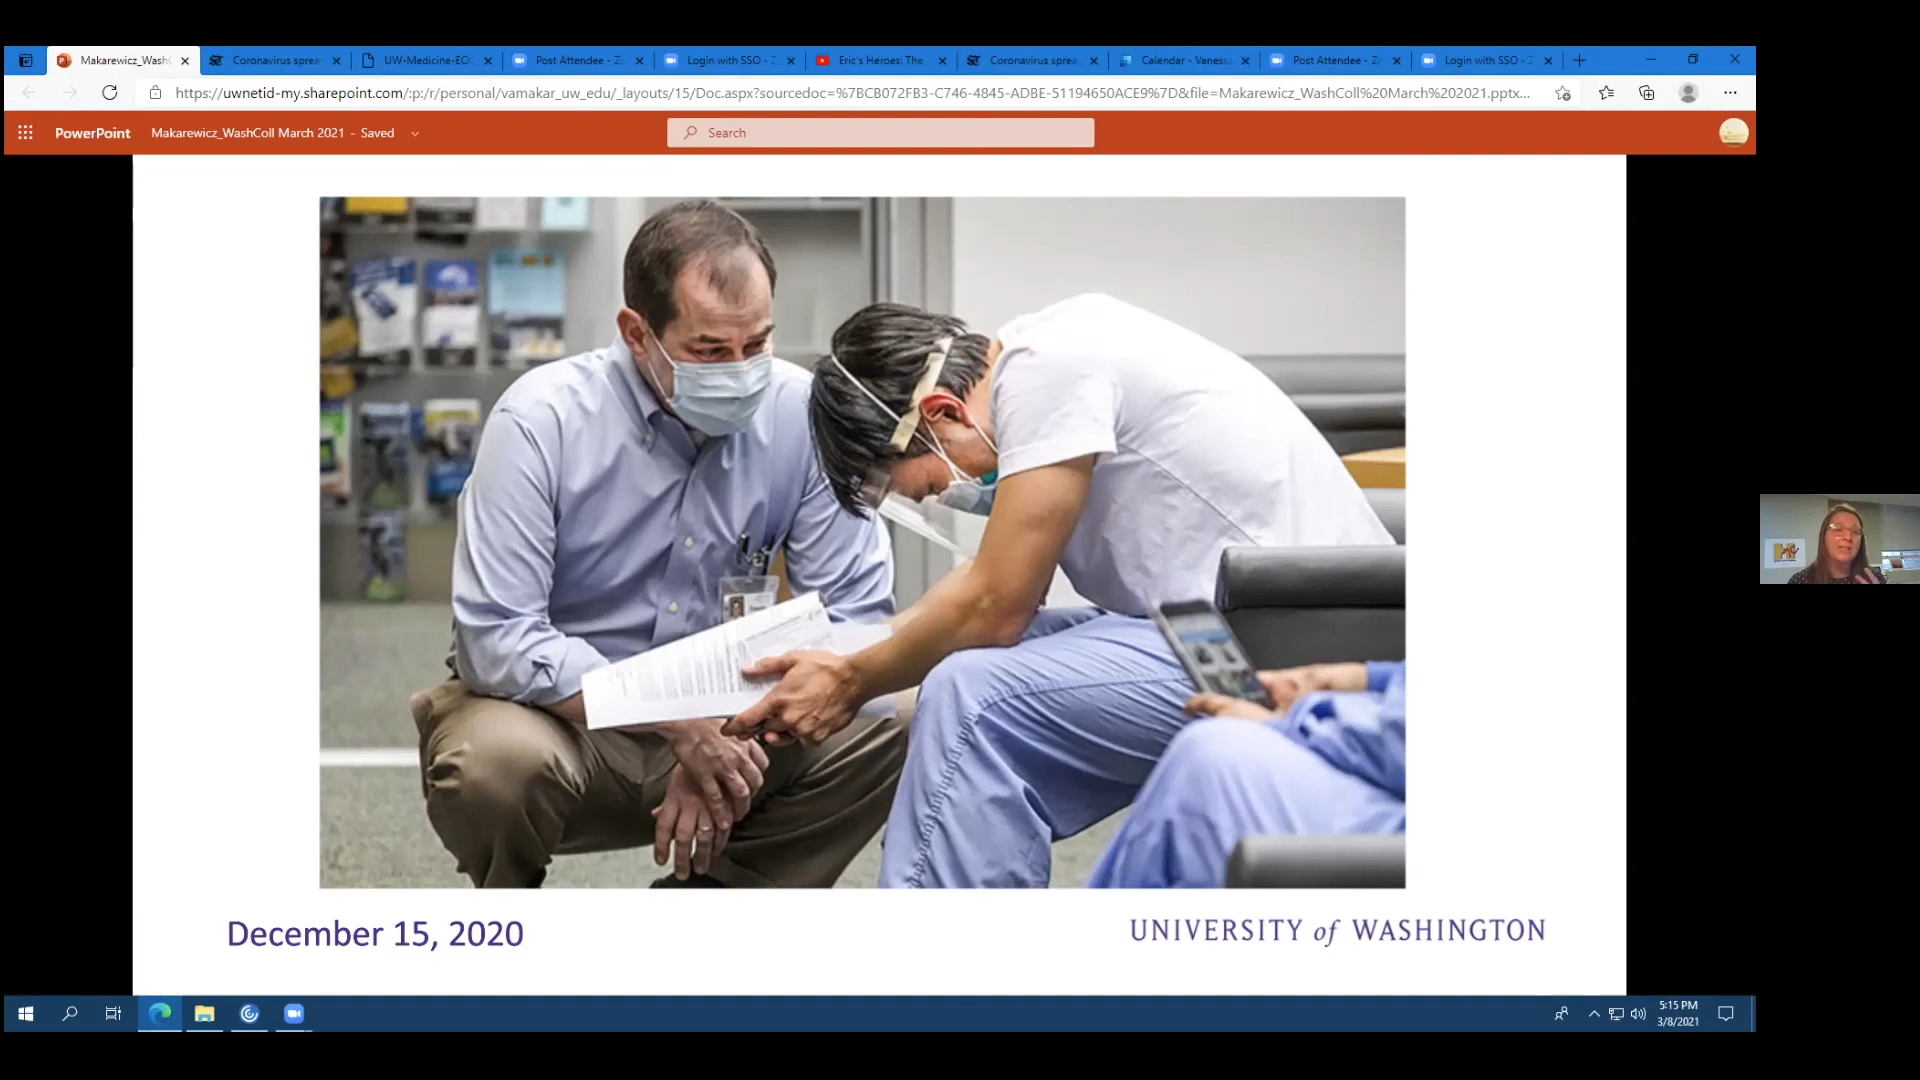 Makarewicz_WashC
Coronavirus sprea
UW-Medicine-EO
Post Attendee - Z
Login with SSO - Z
Eric's Heroes: The
Coronavirus sprea
Calendar - Vaness
Post Attendee - Z
Login with SSO - Z
https://uwnetid-my.sharepoint.com/:p:/r/personal/vamakar_uw_edu/_layouts/15/Doc.aspx?sourcedoc=%7BCB072FB3-C746-4845-ADBE-51194650ACE9%7D&file=Makarewicz_WashColl%20March%202021.pptx...
PowerPoint Makarewicz_WashColl March 2021 - Saved
Search
December 15, 2020
UNIVERSITY of WASHINGTON
5:15 PM
3/8/2021